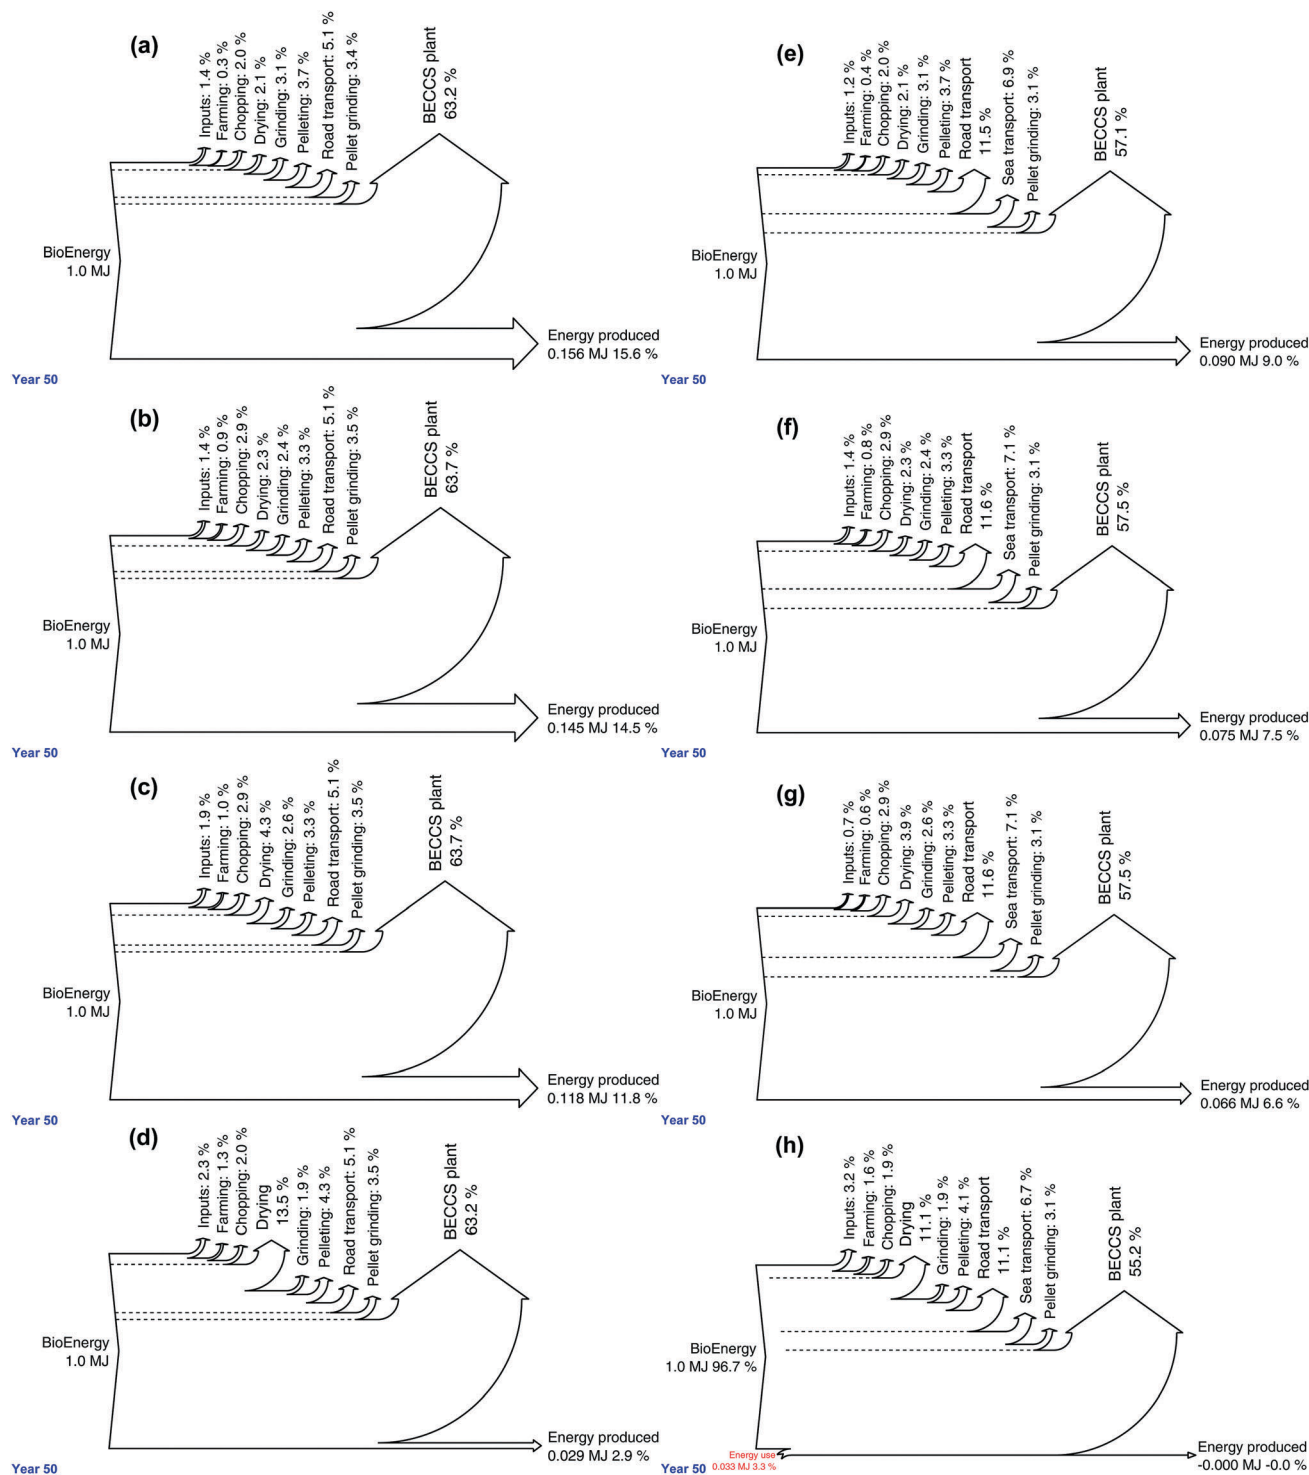 (a)
Inputs: 1.4 %
Farming: 0.3 %
Chopping: 2.0 %
Drying: 2.1 %
Grinding: 3.1 %
Pelleting: 3.7 %
Road transport: 5.1 %
Pellet grinding: 3.4 %
BECCS plant
63.2 %
BioEnergy
1.0 MJ
Energy produced
0.156 MJ 15.6 %
Year 50
(b)
Inputs: 1.4 %
Farming: 0.9 %
Chopping: 2.9 %
Drying: 2.3 %
Grinding: 2.4 %
Pelleting: 3.3 %
Road transport: 5.1 %
Pellet grinding: 3.5 %
BECCS plant
63.7 %
BioEnergy
1.0 MJ
Energy produced
0.145 MJ 14.5 %
Year 50
(c)
Inputs: 1.9 %
Farming: 1.0 %
Chopping: 2.9 %
Drying: 4.3 %
Grinding: 2.6 %
Pelleting: 3.3 %
Road transport: 5.1 %
Pellet grinding: 3.5 %
BECCS plant
63.7 %
BioEnergy
1.0 MJ
Energy produced
0.118 MJ 11.8 %
Year 50
(d)
Inputs: 2.3 %
Farming: 1.3 %
Chopping: 2.0 %
Drying
13.5 %
Grinding: 1.9 %
Pelleting: 4.3 %
Road transport: 5.1 %
Pellet grinding: 3.5 %
BECCS plant
63.2 %
BioEnergy
1.0 MJ
Energy produced
0.029 MJ 2.9 %
Year 50
(e)
Inputs: 1.2 %
Farming: 0.4 %
Chopping: 2.0 %
Drying: 2.1 %
Grinding: 3.1 %
Pelleting: 3.7 %
Road transport
11.5 %
Sea transport: 6.9 %
Pellet grinding: 3.1 %
BECCS plant
57.1 %
BioEnergy
1.0 MJ
Energy produced
0.090 MJ 9.0 %
Year 50
(f)
Inputs: 1.4 %
Farming: 0.8 %
Chopping: 2.9 %
Drying: 2.3 %
Grinding: 2.4 %
Pelleting: 3.3 %
Road transport
11.6 %
Sea transport: 7.1 %
Pellet grinding: 3.1 %
BECCS plant
57.5 %
BioEnergy
1.0 MJ
Energy produced
0.075 MJ 7.5 %
Year 50
(g)
Inputs: 0.7 %
Farming: 0.6 %
Chopping: 2.9 %
Drying: 3.9 %
Grinding: 2.6 %
Pelleting: 3.3 %
Road transport
11.6 %
Sea transport: 7.1 %
Pellet grinding: 3.1 %
BECCS plant
57.5 %
BioEnergy
1.0 MJ
Energy produced
0.066 MJ 6.6 %
Year 50
(h)
Inputs: 3.2 %
Farming: 1.6 %
Chopping: 1.9 %
Drying
11.1 %
Grinding: 1.9 %
Pelleting: 4.1 %
Road transport
11.1 %
Sea transport: 6.7 %
Pellet grinding: 3.1 %
BECCS plant
55.2 %
BioEnergy
1.0 MJ 96.7 %
Energy use
0.033 MJ 3.3 %
Energy produced
-0.000 MJ -0.0 %
Year 50